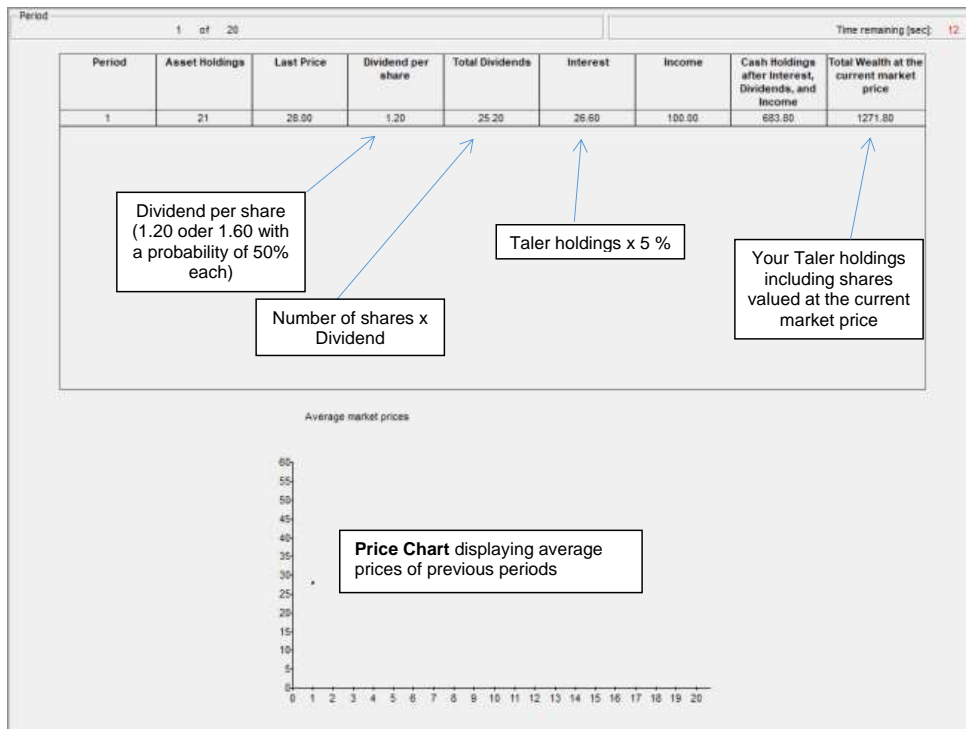 Period
1 of 20
Time remaining [sec]: 12
Period Asset Holdings Last Price Dividend per share Total Dividends Interest Income Cash Holdings after Interest, Dividends, and Income Total Wealth at the current market price
1 21 28.00 1.20 25.20 26.60 100.00 683.80 1271.80
Dividend per share
(1.20 oder 1.60 with
a probability of 50%
each)
Number of shares x
Dividend
Taler holdings x 5 %
Your Taler holdings
including shares
valued at the current
market price
Average market prices
60
55
50
45
40
35
30
25
20
15
10
5
0
Price Chart displaying average
prices of previous periods
0 1 2 3 4 5 6 7 8 9 10 11 12 13 14 15 16 17 18 19 20